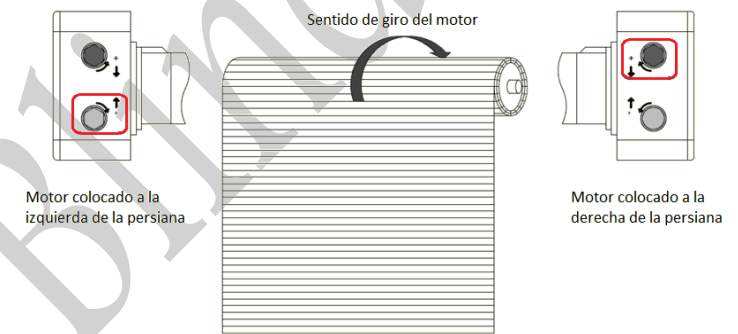 Sentido de giro del motor
Motor colocado a la
izquierda de la persiana
Motor colocado a la
derecha de la persiana